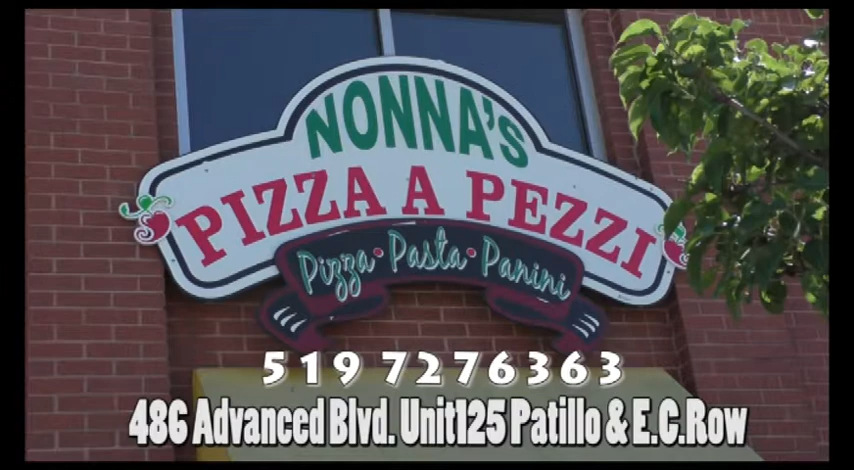 NONNA'S
PIZZA A PEZZI
Pizza • Pasta • Panini
519 7276363
486 Advanced Blvd. Unit125 Patillo & E.C.Row